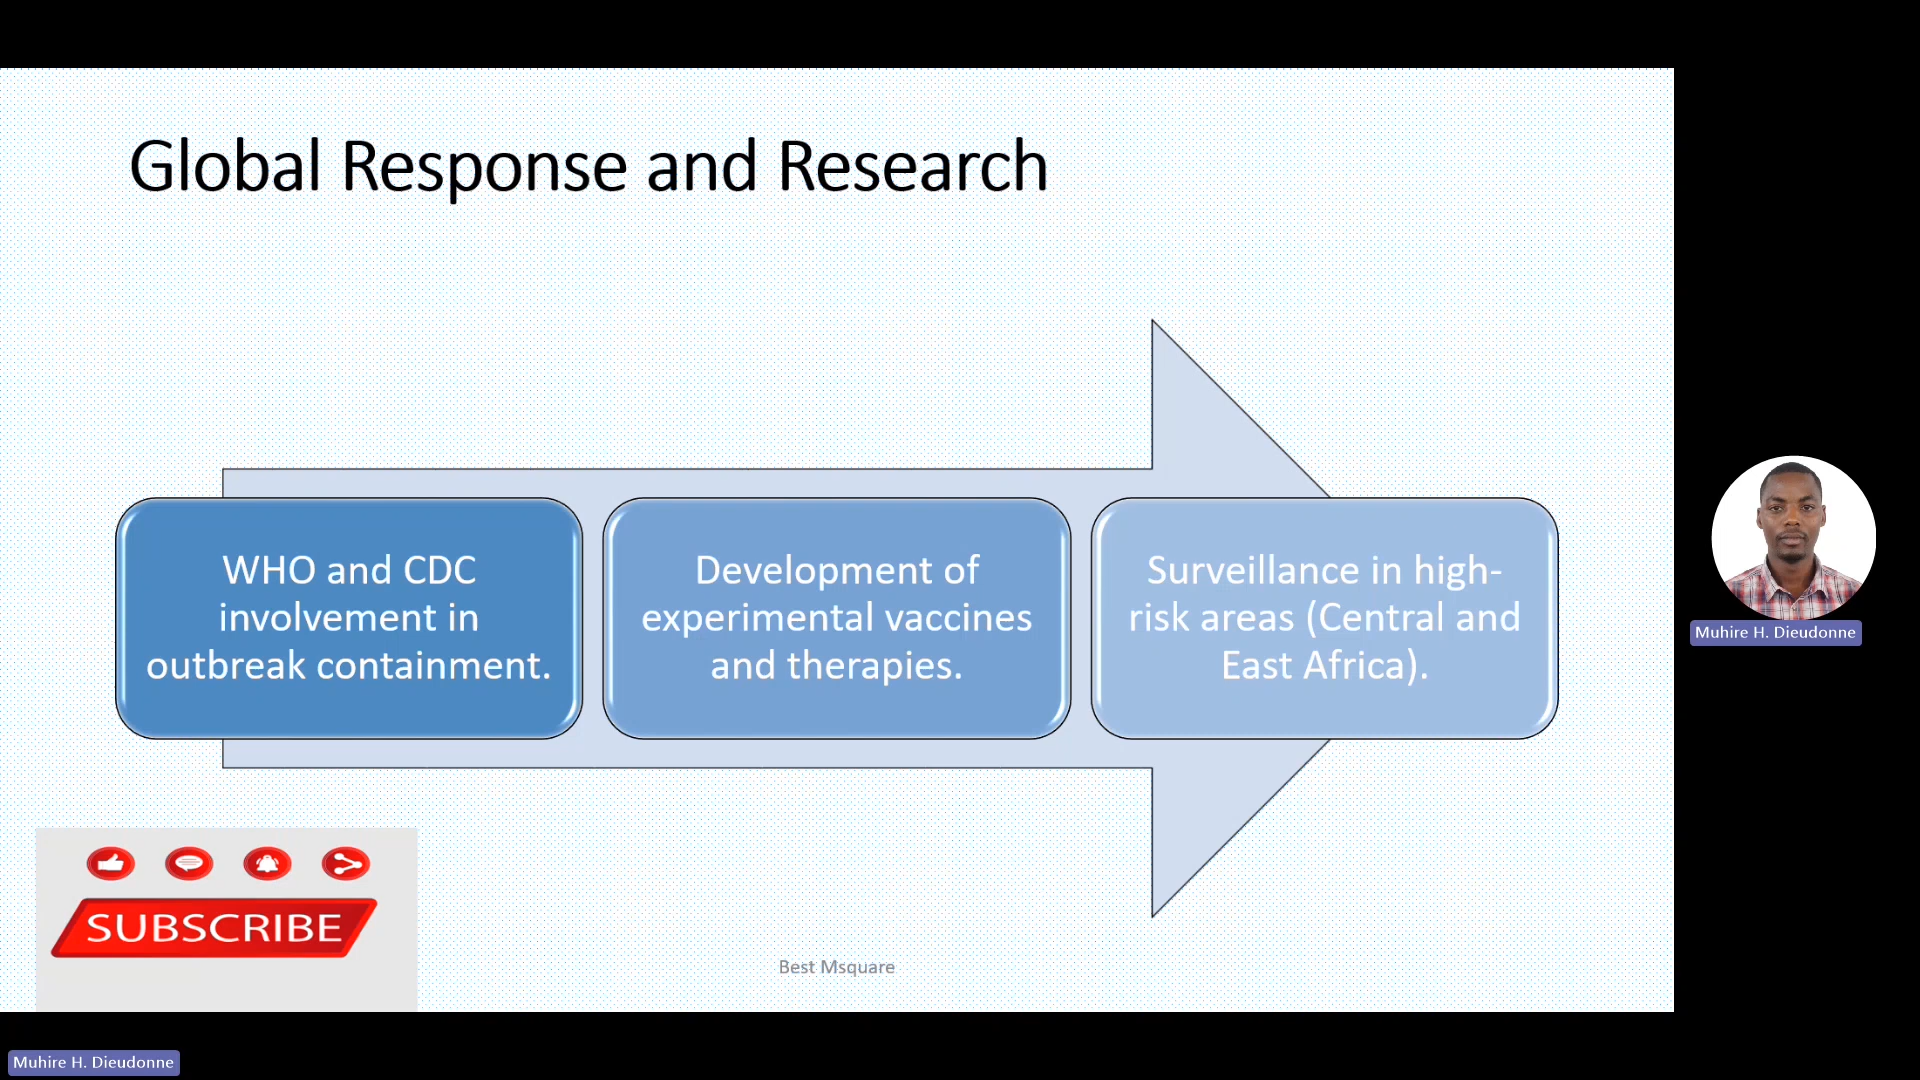 Global Response and Research
WHO and CDC
involvement in
outbreak containment.
Development of
experimental vaccines
and therapies.
Surveillance in high-
risk areas (Central and
East Africa).
Muhire H. Dieudonne
SUBSCRIBE
Best Msquare
Muhire H. Dieudonne